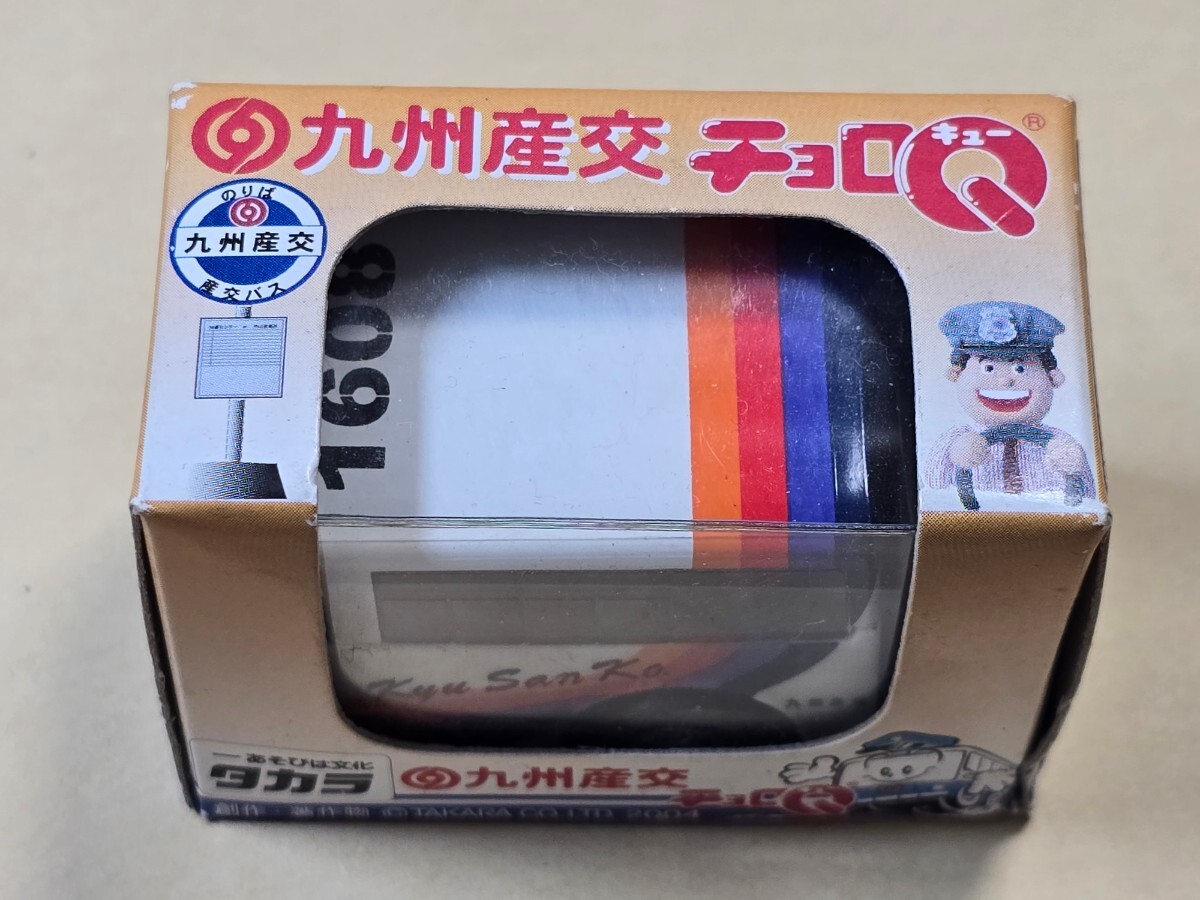 九州産交 チョロQ キュー ®
のりば
九州産交
産交バス
1608
Kyu San Ko
一あそびは文化
タカラ
九州産交
チョロQ
創作 著作物 © TAKARA CO.LTD. 2004